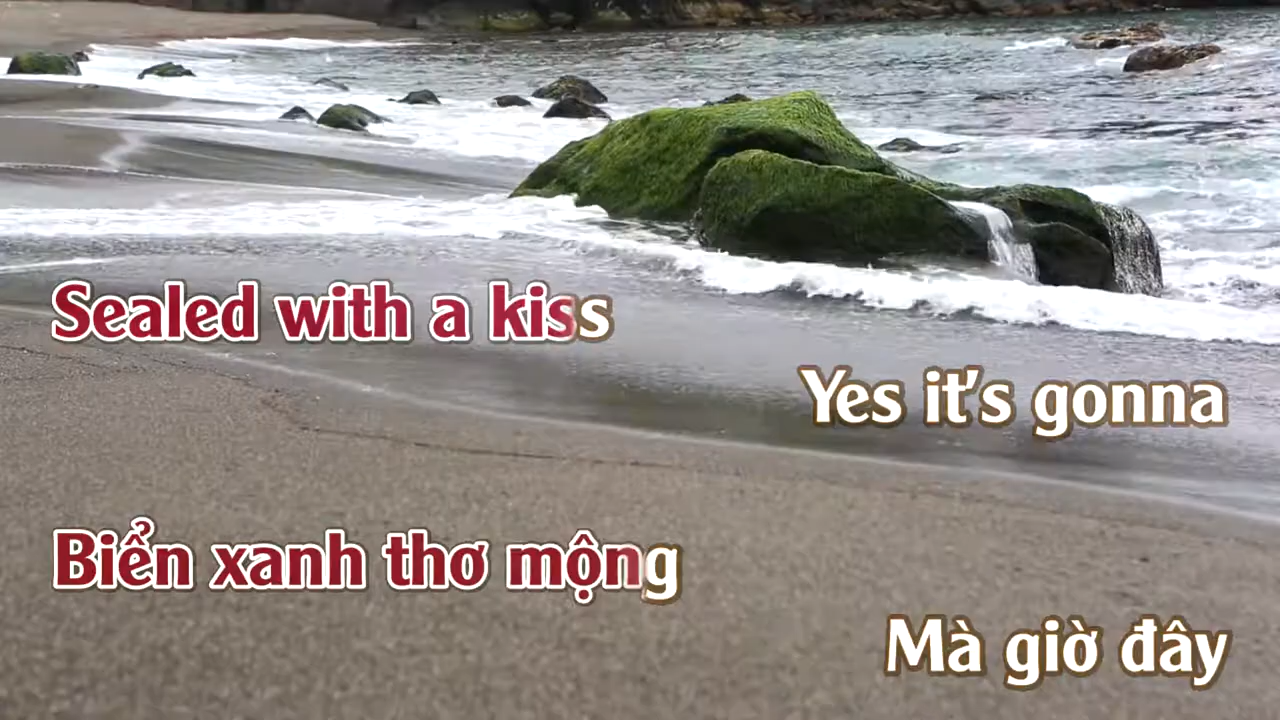 Sealed with a kiss
Yes it's gonna
Biển xanh thơ mộng
Mà giờ đây